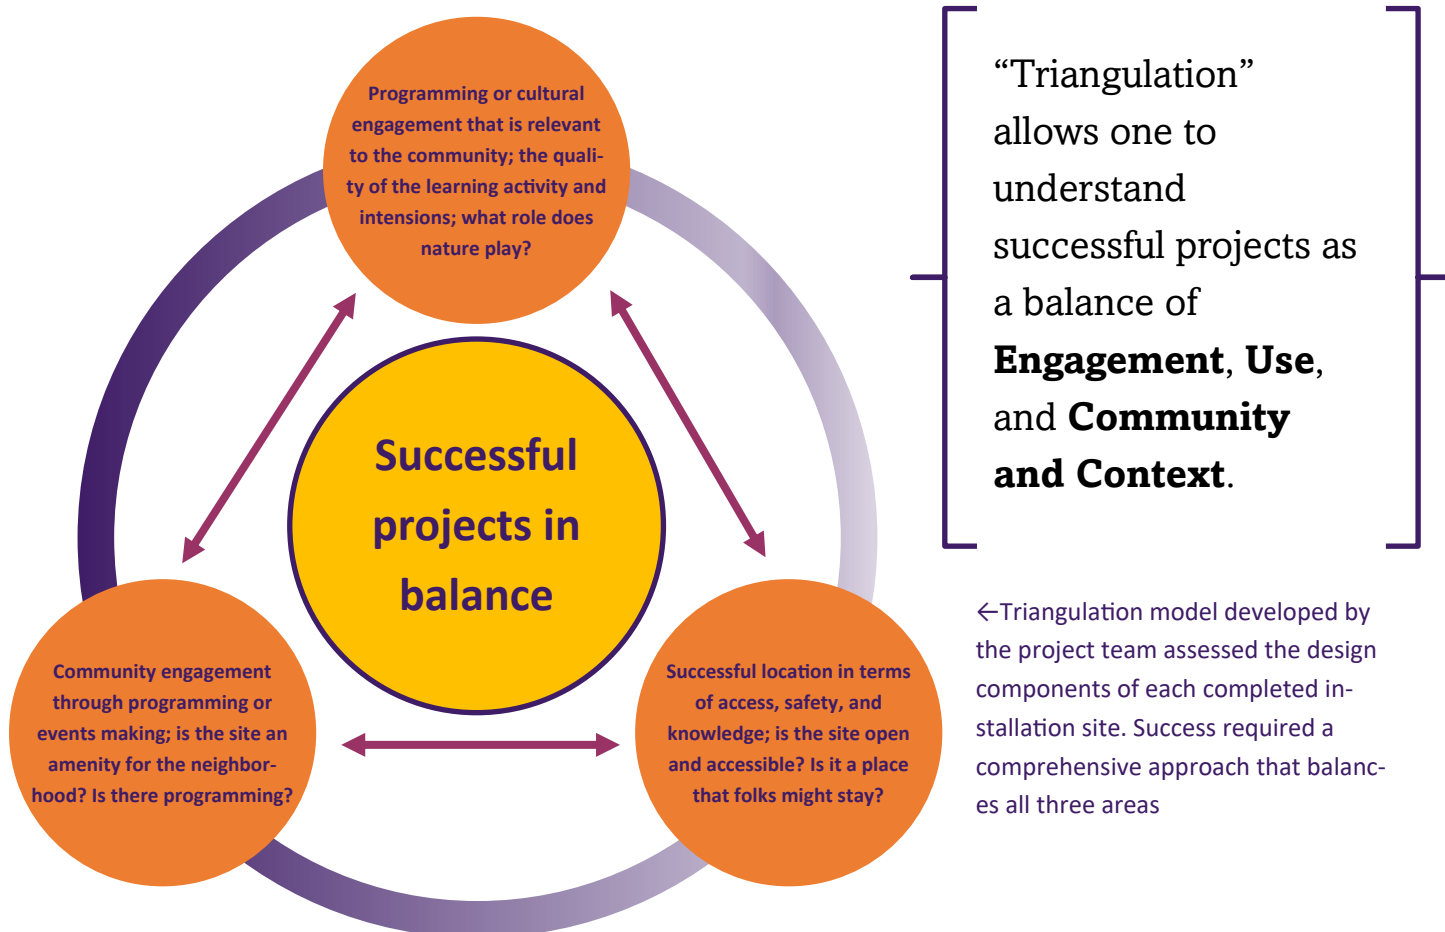 Programming or cultural
engagement that is relevant
to the community; the quali-
ty of the learning activity and
intensions; what role does
nature play?
Successful
projects in
balance
Community engagement
through programming or
events making; is the site an
amenity for the neighbor-
hood? Is there programming?
Successful location in terms
of access, safety, and
knowledge; is the site open
and accessible? Is it a place
that folks might stay?
“Triangulation”
allows one to
understand
successful projects as
a balance of
Engagement, Use,
and Community
and Context.
←Triangulation model developed by
the project team assessed the design
components of each completed in-
stallation site. Success required a
comprehensive approach that balanc-
es all three areas